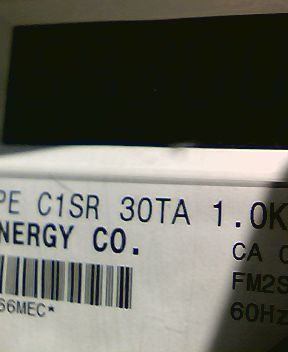 PE C1SR 30TA 1.0K
NERGY CO.
CA
FM2S
60Hz
66MEC*